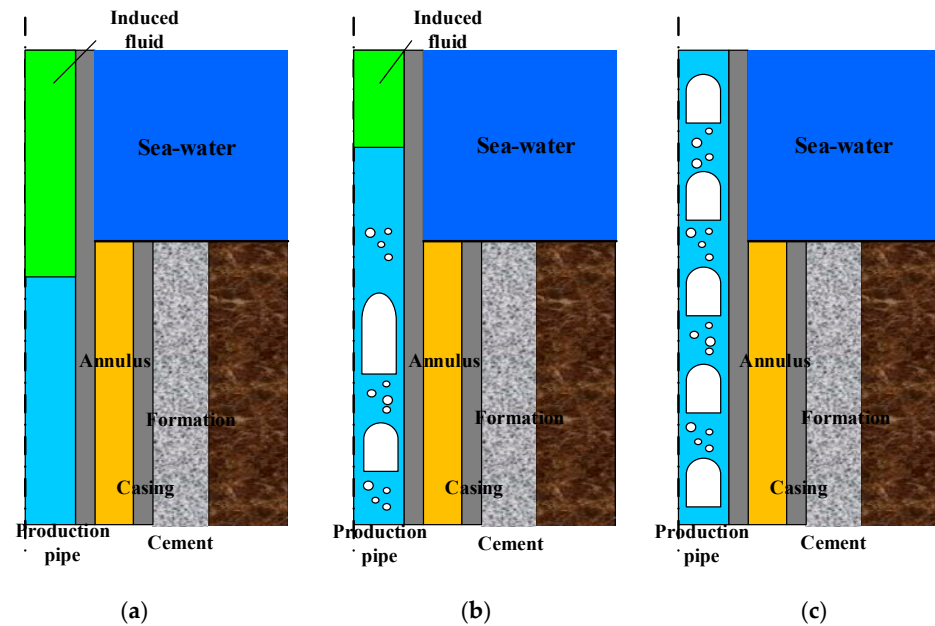 Induced
fluid
Sea-water
Annulus
Formation
Casing
Production
pipe
Cement
(a)
Induced
fluid
Sea-water
Annulus
Formation
Casing
Production
pipe
Cement
(b)
Sea-water
Annulus
Formation
Casing
Production
pipe
Cement
(c)